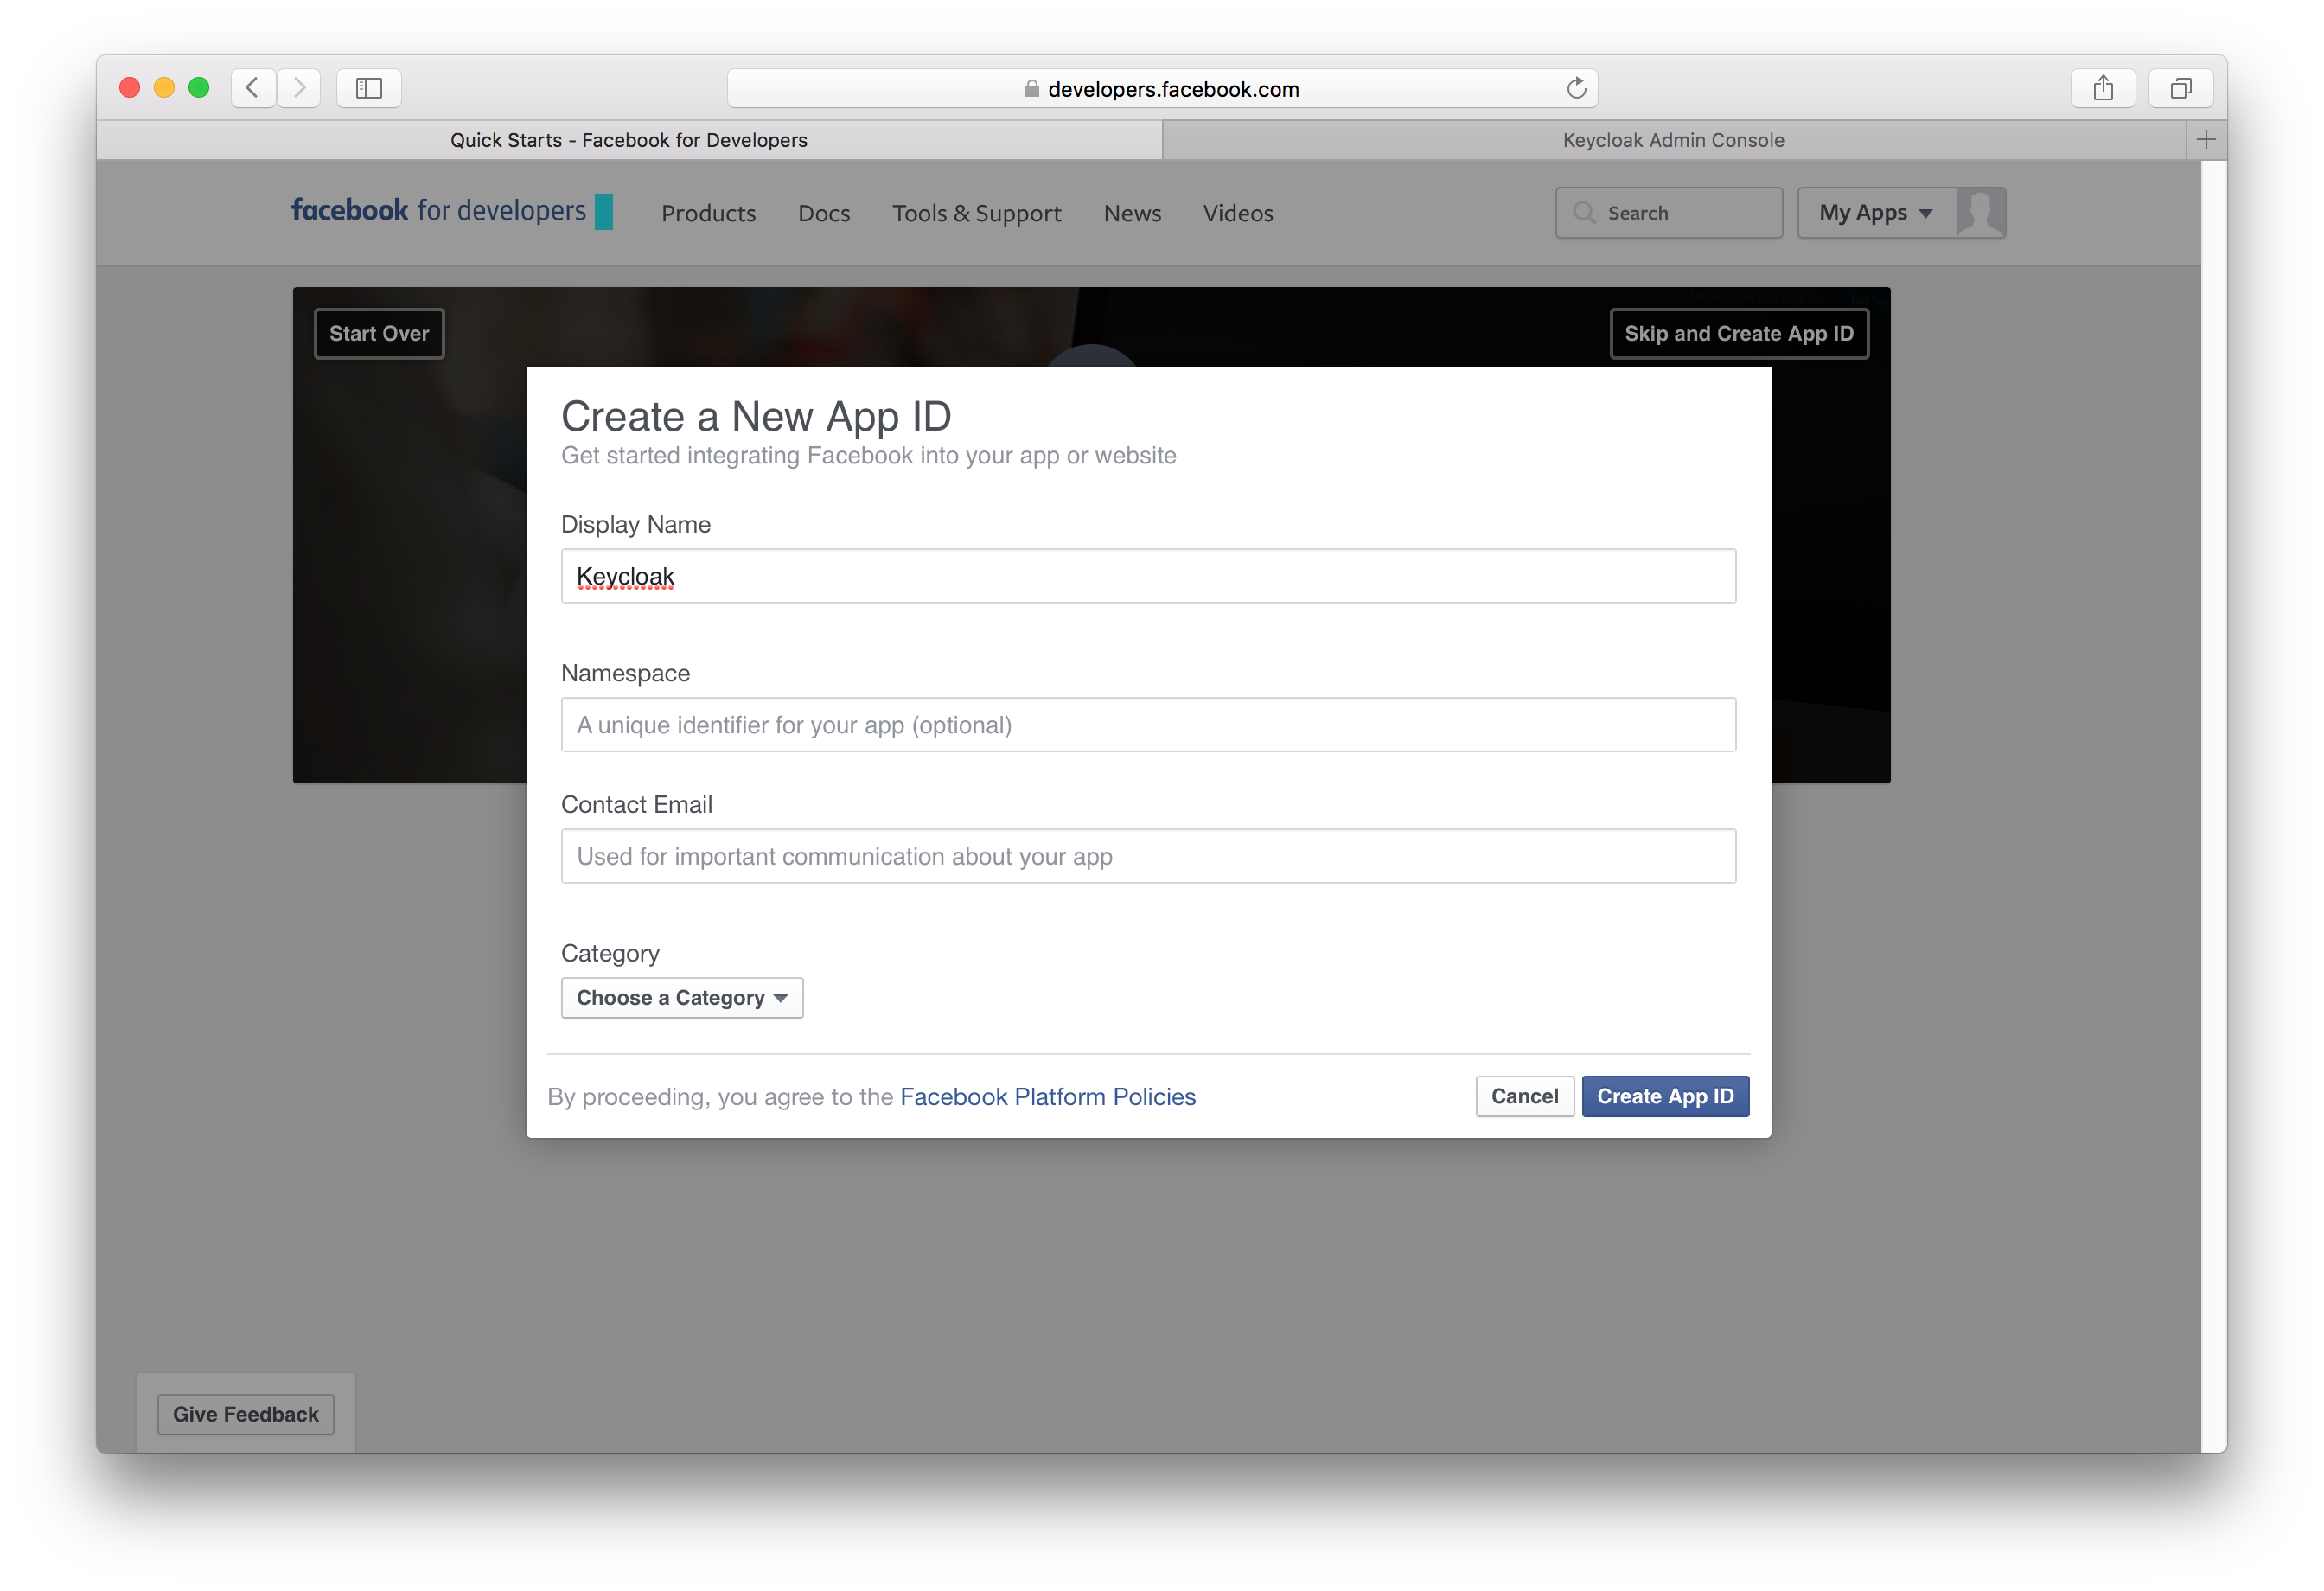 developers.facebook.com
Quick Starts - Facebook for Developers
Keycloak Admin Console
facebook for developers
Products
Docs
Tools & Support
News
Videos
Search
My Apps
Start Over
Skip and Create App ID
Create a New App ID
Get started integrating Facebook into your app or website
Display Name
Keycloak
Namespace
A unique identifier for your app (optional)
Contact Email
Used for important communication about your app
Category
Choose a Category
By proceeding, you agree to the Facebook Platform Policies
Cancel
Create App ID
Give Feedback